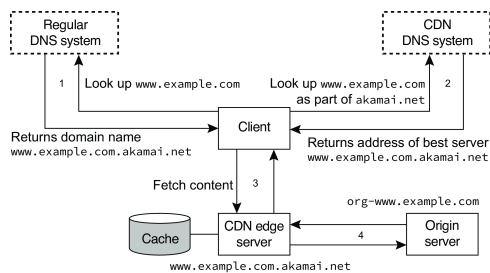 Regular
DNS system
CDN
DNS system
1
2
Look up www.example.com
Look up www.example.com
as part of akamai.net
Client
Returns domain name
www.example.com.akamai.net
Returns address of best server
www.example.com.akamai.net
Fetch content
3
org-www.example.com
Cache
CDN edge
server
4
Origin
server
www.example.com.akamai.net